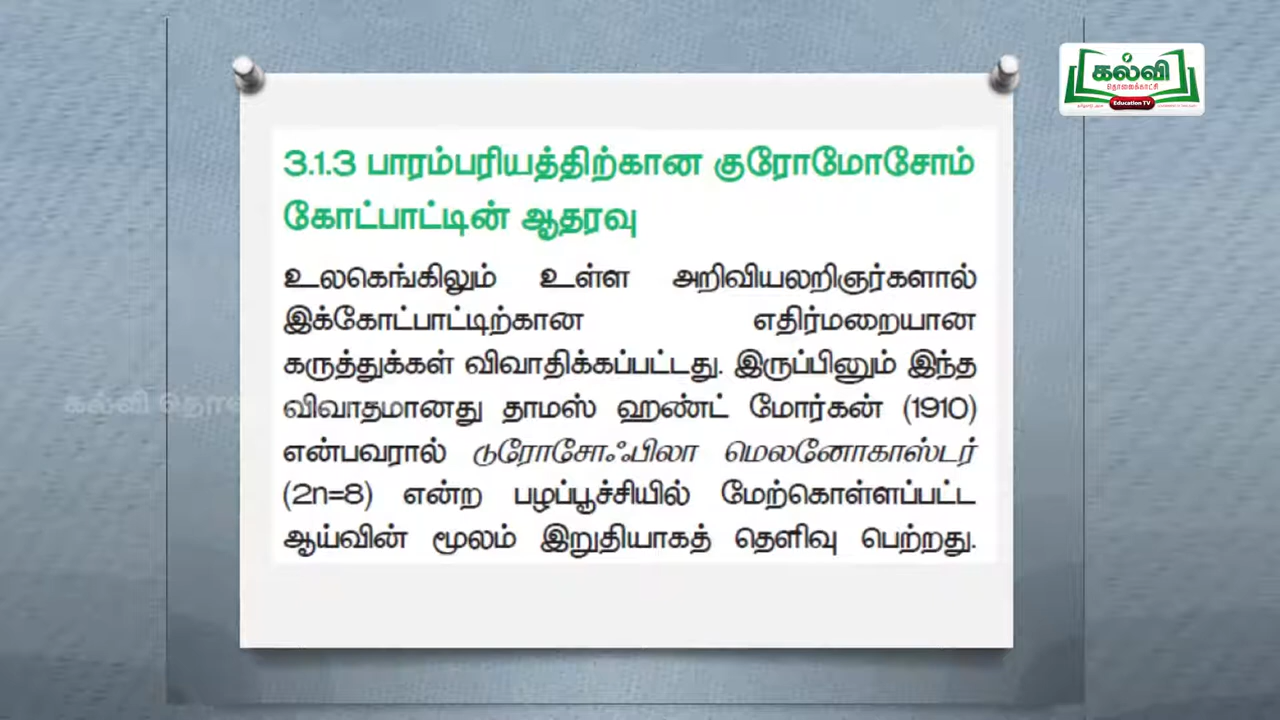 கல்வி
தொலைக்காட்சி
Education TV
3.1.3 பாரம்பரியத்திற்கான குரோமோசோம்
கோட்பாட்டின் ஆதரவு
உலகெங்கிலும் உள்ள அறிவியலறிஞர்களால்
இக்கோட்பாட்டிற்கான எதிர்மறையான
கருத்துக்கள் விவாதிக்கப்பட்டது. இருப்பினும் இந்த
விவாதமானது தாமஸ் ஹண்ட் மோர்கன் (1910)
என்பவரால் டுரோசோஃபிலா மெலனோகாஸ்டர்
(2n=8) என்ற பழப்பூச்சியில் மேற்கொள்ளப்பட்ட
ஆய்வின் மூலம் இறுதியாகத் தெளிவு பெற்றது.
கல்வி